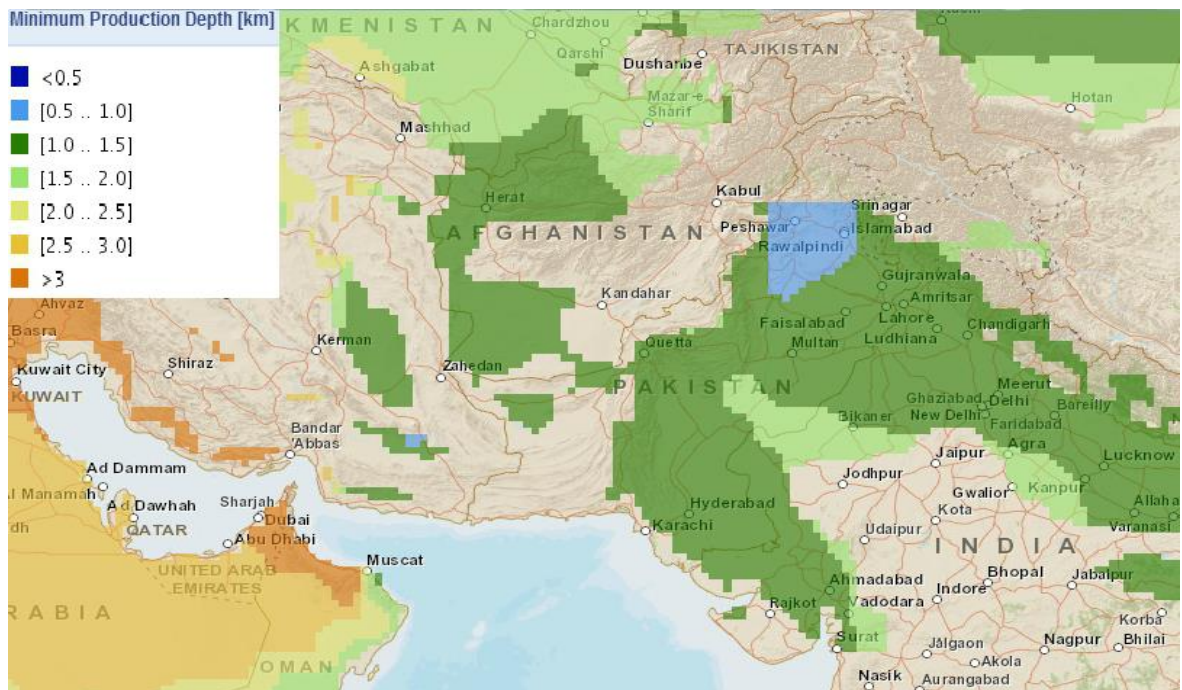 Minimum Production Depth [km]
<0.5
[0.5 .. 1.0]
[1.0 .. 1.5]
[1.5 .. 2.0]
[2.0 .. 2.5]
[2.5 .. 3.0]
>3
KMENISTAN
Chardzhou
Qarshi
Ashgabat
Dushanbe
TAJIKISTAN
Mazar-e
Sharif
Hotan
Mashhad
Herat
Kabul
Srinagar
Peshawar
Islamabad
Rawalpindi
AFGHANISTAN
Kandahar
Gujranwala
Amritsar
Lahore
Faisalabad
Ludhiana
Chandigarh
Ahvaz
Basra
Kerman
Shiraz
Zahedan
Quetta
Multan
Kuwait City
KUWAIT
PAKISTAN
Meerut
Ghaziabad
Delhi
New Delhi
Bareilly
Faridabad
Bikaner
Agra
Bandar
'Abbas
Lucknow
Jaipur
Jodhpur
Gwalior
Kanpur
Ad Dammam
Al Manamah
Ad Dawhah
QATAR
Sharjah
Dubai
Abu Dhabi
Hyderabad
Karachi
Kota
Allaha
Varanasi
Udaipur
INDIA
UNITED ARAB
EMIRATES
Muscat
Ahmadabad
Bhopal
Jabalpur
Indore
Vadodara
Rajkot
RABIA
Korba
Bhilai
Surat
Jalgaon
Nagpur
OMAN
Akola
Nasik
Aurangabad